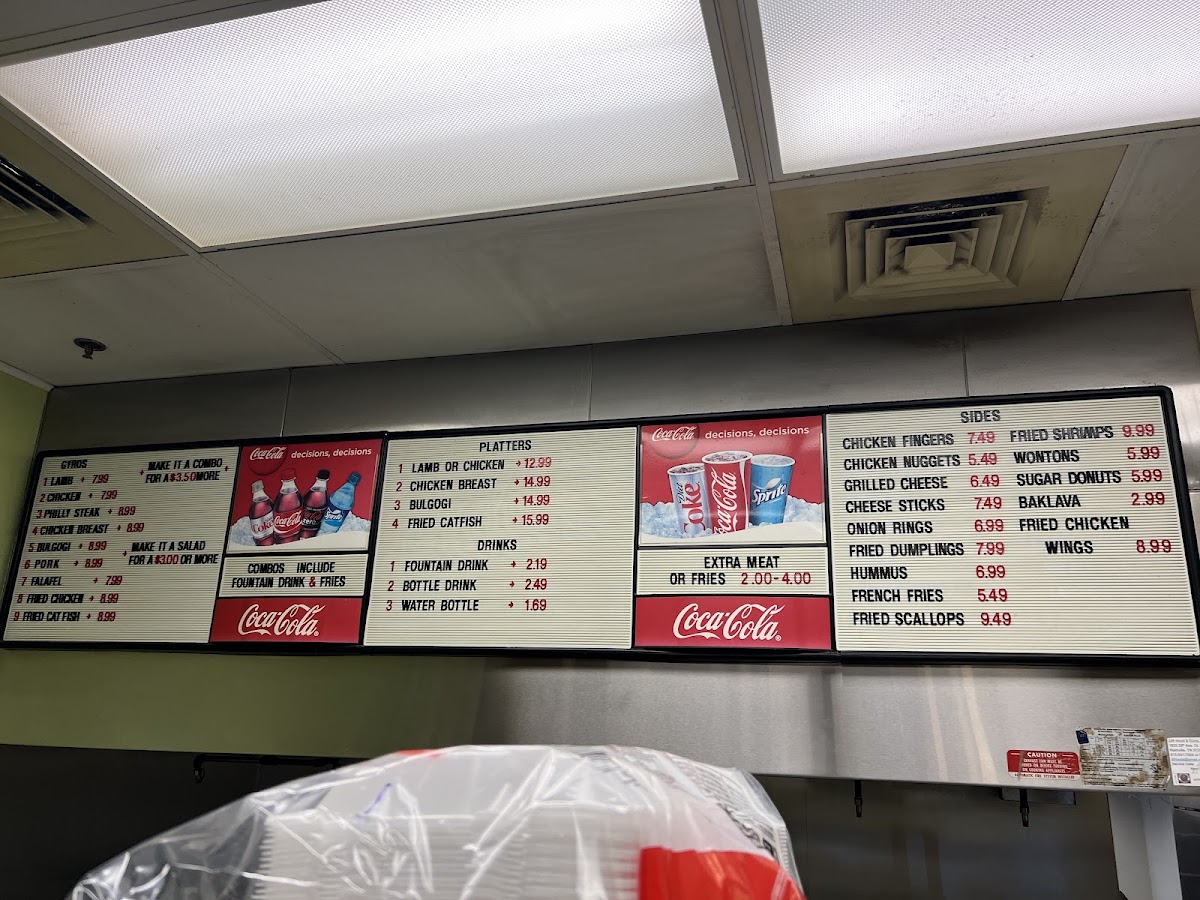 GYROS
1 LAMB + 7.99
2 CHICKEN + 7.99
3 PHILLY STEAK + 8.99
4 CHICKEN BREAST + 8.99
5 BULGOGI + 8.99
6 PORK + 8.99
7 FALAFEL + 7.99
8 FRIED CHICKEN + 8.99
9 FRIED CAT FISH + 8.99
+ MAKE IT A COMBO +
FOR A $3.50 MORE
+ MAKE IT A SALAD
FOR A $3.00 OR MORE
Coca-Cola decisions, decisions
Coke
Coca-Cola
Sprite
COMBOS INCLUDE
FOUNTAIN DRINK & FRIES
Coca-Cola®
PLATTERS
1 LAMB OR CHICKEN + 12.99
2 CHICKEN BREAST + 14.99
3 BULGOGI + 14.99
4 FRIED CATFISH + 15.99
DRINKS
1 FOUNTAIN DRINK + 2.19
2 BOTTLE DRINK + 2.49
3 WATER BOTTLE + 1.69
Coca-Cola decisions, decisions
Diet Coke
Coca-Cola
Sprite
EXTRA MEAT
OR FRIES 2.00-4.00
Coca-Cola®
SIDES
CHICKEN FINGERS 7.49
CHICKEN NUGGETS 5.49
GRILLED CHEESE 6.49
CHEESE STICKS 7.49
ONION RINGS 6.99
FRIED DUMPLINGS 7.99
HUMMUS 6.99
FRENCH FRIES 5.49
FRIED SCALLOPS 9.49
FRIED SHRIMPS 9.99
WONTONS 5.99
SUGAR DONUTS 5.99
BAKLAVA 2.99
FRIED CHICKEN
WINGS 8.99
CAUTION